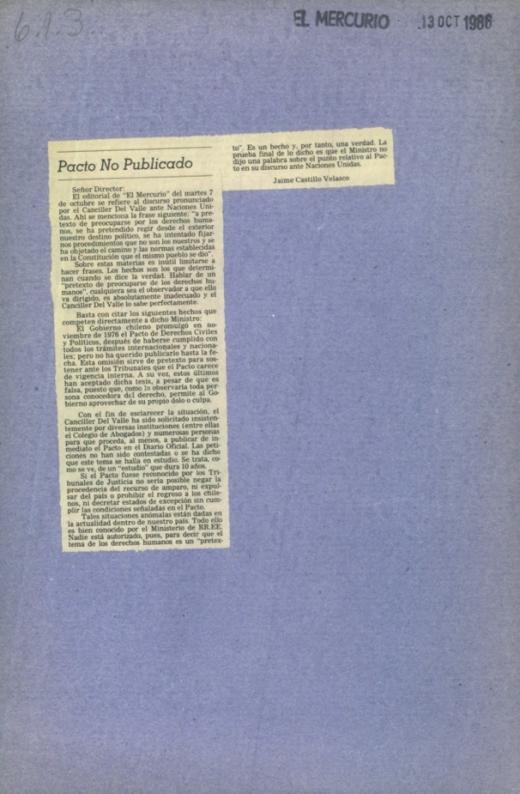 6.1.3.
EL MERCURIO
13 OCT 1986
Pacto No Publicado
Señor Director:
El editorial de "El Mercurio" del martes 7
de octubre se refiere al discurso pronunciado
por el Canciller Del Valle ante Naciones Uni-
das. Ahí se menciona la frase siguiente: "a pre-
texto de preocuparse por los derechos huma-
nos, se ha pretendido regir desde el exterior
nuestro destino político, se ha intentado fijar-
nos procedimientos que no son los nuestros y se
ha objetado el camino y las normas establecidas
en la Constitución que el mismo pueblo se dio"
Sobre estas materias es inútil limitarse a
hacer frases. Los hechos son los que determi-
nan cuando se dice la verdad. Hablar de un
"pretexto de preocuparse de los derechos hu-
manos", cualquiera sea el observador a que ello
va dirigido, es absolutamente inadecuado y el
Canciller Del Valle lo sabe perfectamente.
Basta con citar los siguientes hechos que
competen directamente a dicho Ministro:
El Gobierno chileno promulgó en no-
viembre de 1976 el Pacto de Derechos Civiles
y Políticos, después de haberse cumplido con
todos los trámites internacionales y naciona-
les; pero no ha querido publicarlo hasta la fe-
cha. Esta omisión sirve de pretexto para sos-
tener ante los Tribunales que el Pacto carece
de vigencia interna. A su vez, estos últimos
han aceptado dicha tesis, a pesar de que es
falsa, puesto que, como lo observaría toda per-
sona conocedora del derecho, permite al Go-
bierno aprovechar de su propio dolo o culpa.
Con el fin de esclarecer la situación, el
Canciller Del Valle ha sido solicitado insisten-
temente por diversas instituciones (entre ellas
el Colegio de Abogados) y numerosas personas
para que proceda, al menos, a publicar de in-
mediato el Pacto en el Diario Oficial. Las peti-
ciones no han sido contestadas o se ha dicho
que este tema se halla en estudio. Se trata, co-
mo se ve, de un "estudio" que dura 10 años.
Si el Pacto fuese reconocido por los Tri-
bunales de Justicia no sería posible negar la
procedencia del recurso de amparo, ni expul-
sar del país o prohibir el regreso a los chile-
nos, ni decretar estados de excepción sin cum-
plir las condiciones señaladas en el Pacto.
Tales situaciones anómalas están dadas en
la actualidad dentro de nuestro país. Todo ello
es bien conocido por el Ministerio de RR.EE.
Nadie está autorizado, pues, para decir que el
tema de los derechos humanos es un "pretex-
to". Es un hecho y, por tanto, una verdad. La
prueba final de lo dicho es que el Ministro no
dijo una palabra sobre el punto relativo al Pac-
to en su discurso ante Naciones Unidas.
Jaime Castillo Velasco